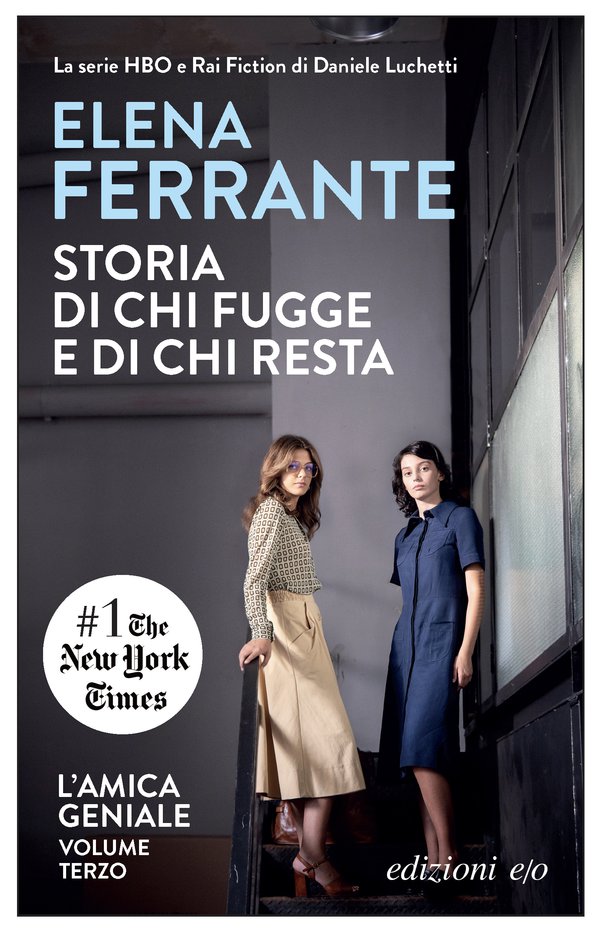 La serie HBO e Rai Fiction di Daniele Luchetti
ELENA
FERRANTE
STORIA
DI CHI FUGGE
E DI CHI RESTA
#1 The
New York
Times
L'AMICA
GENIALE
VOLUME
TERZO
edizioni e/o